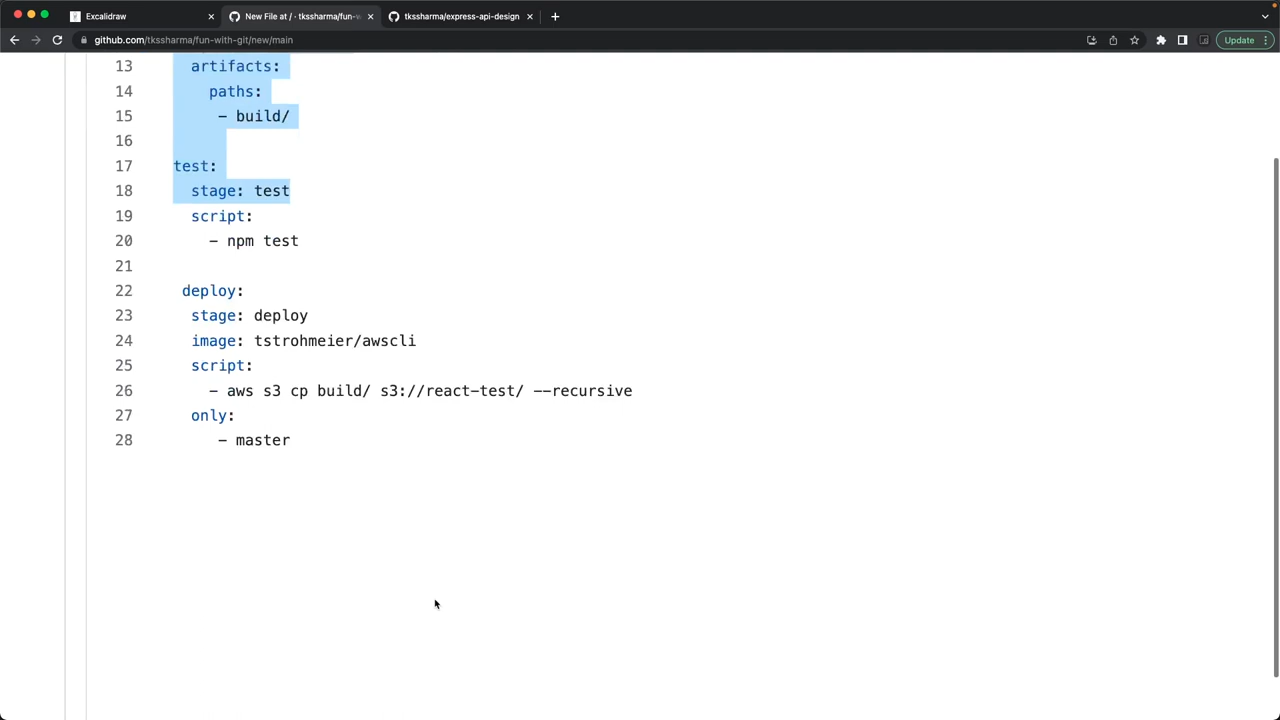 Excalidraw
New File at / · tkssharma/fun-w
tkssharma/express-api-design
github.com/tkssharma/fun-with-git/new/main
Update
13 artifacts:
14 paths:
15 - build/
16
17 test:
18 stage: test
19 script:
20 - npm test
21
22 deploy:
23 stage: deploy
24 image: tstrohmeier/awscli
25 script:
26 - aws s3 cp build/ s3://react-test/ --recursive
27 only:
28 - master